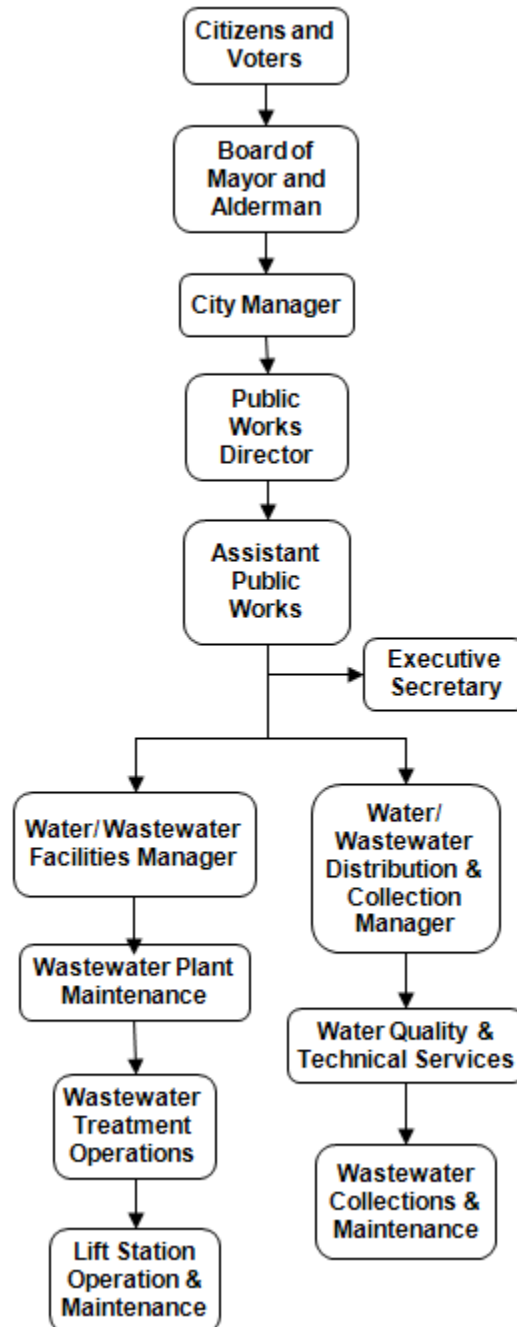 Citizens and
Voters
Board of
Mayor and
Alderman
City Manager
Public
Works
Director
Assistant
Public
Works
Executive
Secretary
Water/ Wastewater
Facilities Manager
Water/
Wastewater
Distribution &
Collection
Manager
Wastewater Plant
Maintenance
Water Quality &
Technical Services
Wastewater
Treatment
Operations
Wastewater
Collections &
Maintenance
Lift Station
Operation &
Maintenance